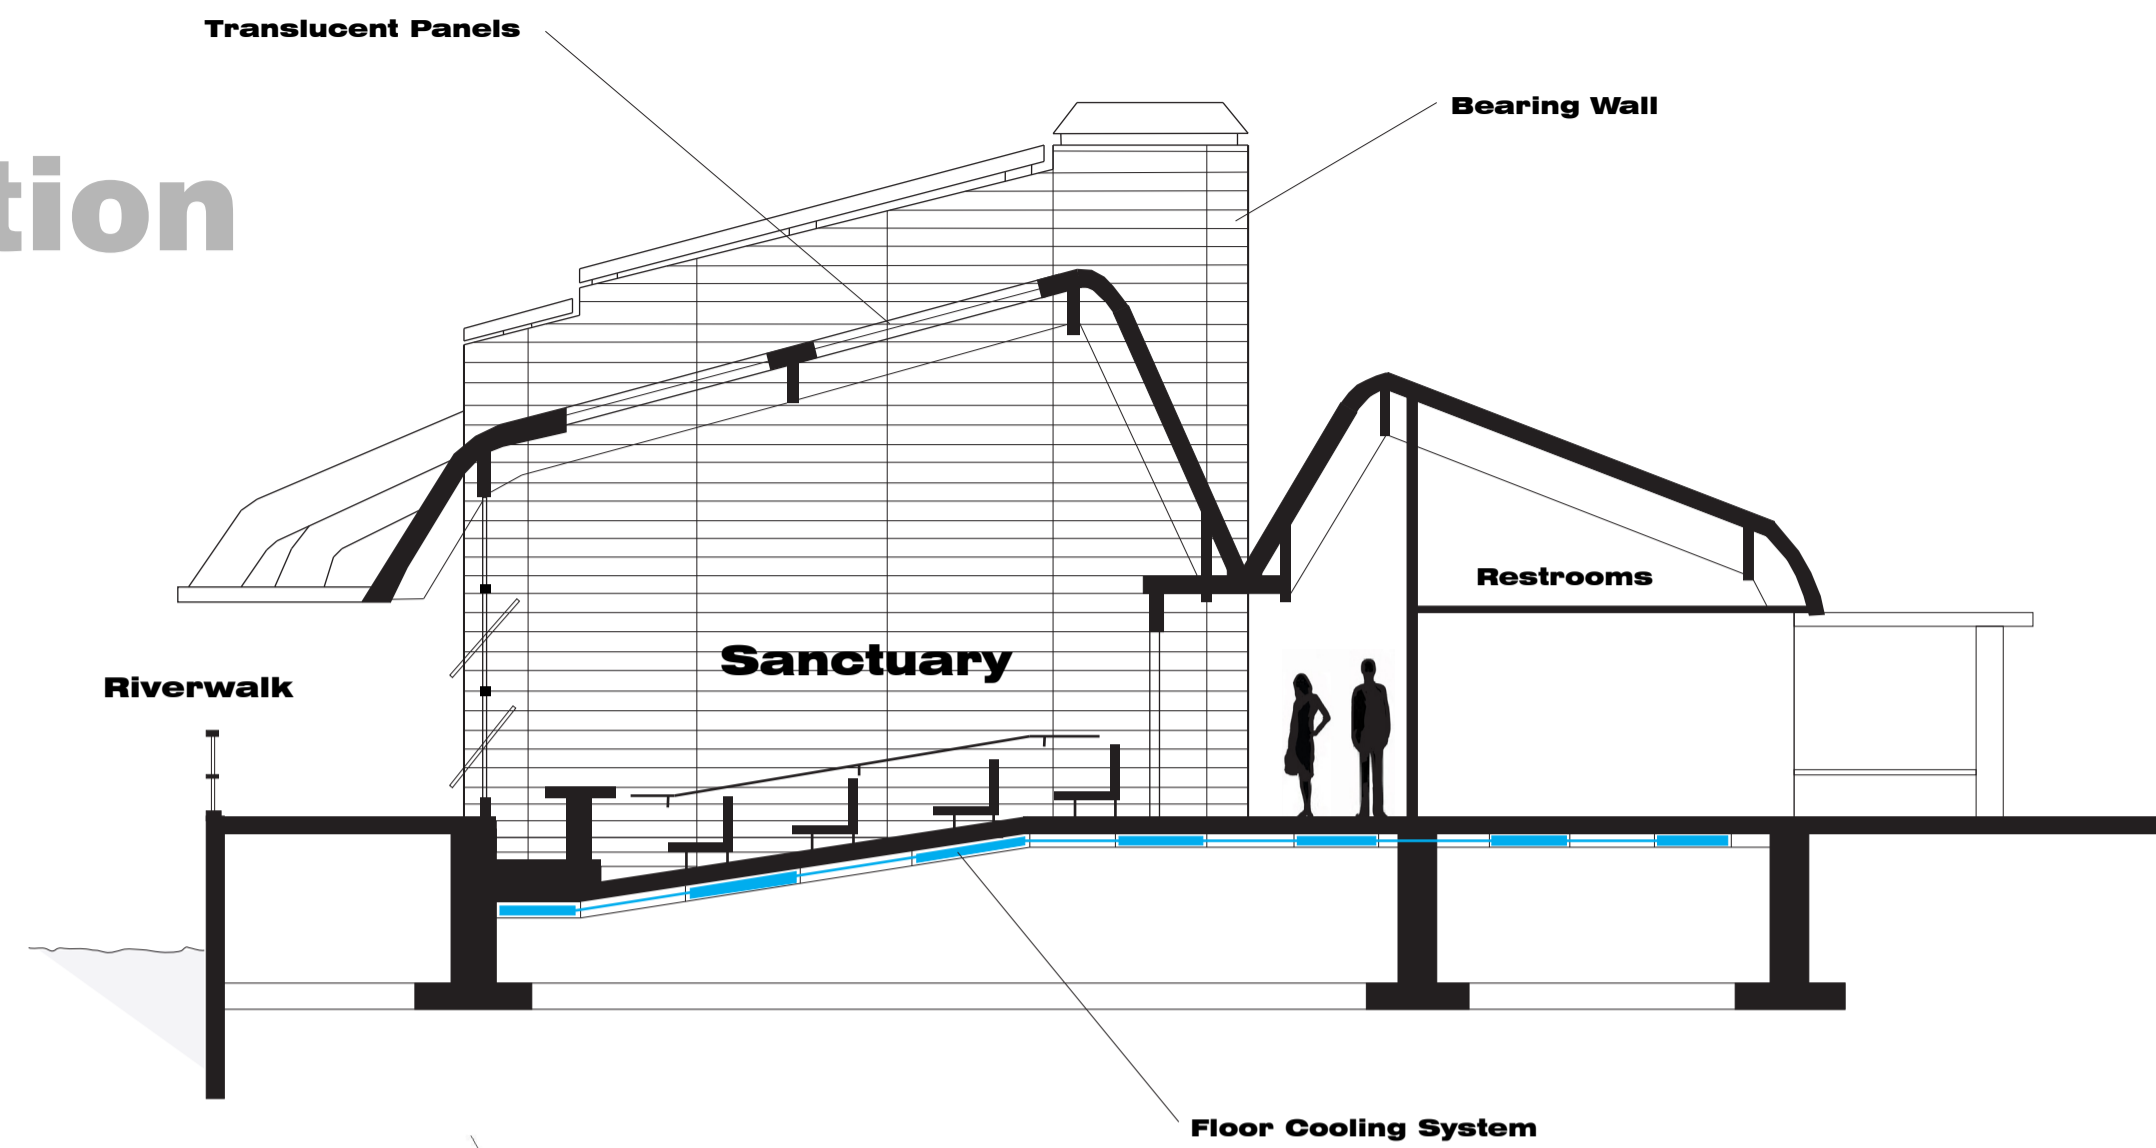 Translucent Panels
Bearing Wall
tion
Restrooms
Sanctuary
Riverwalk
Floor Cooling System